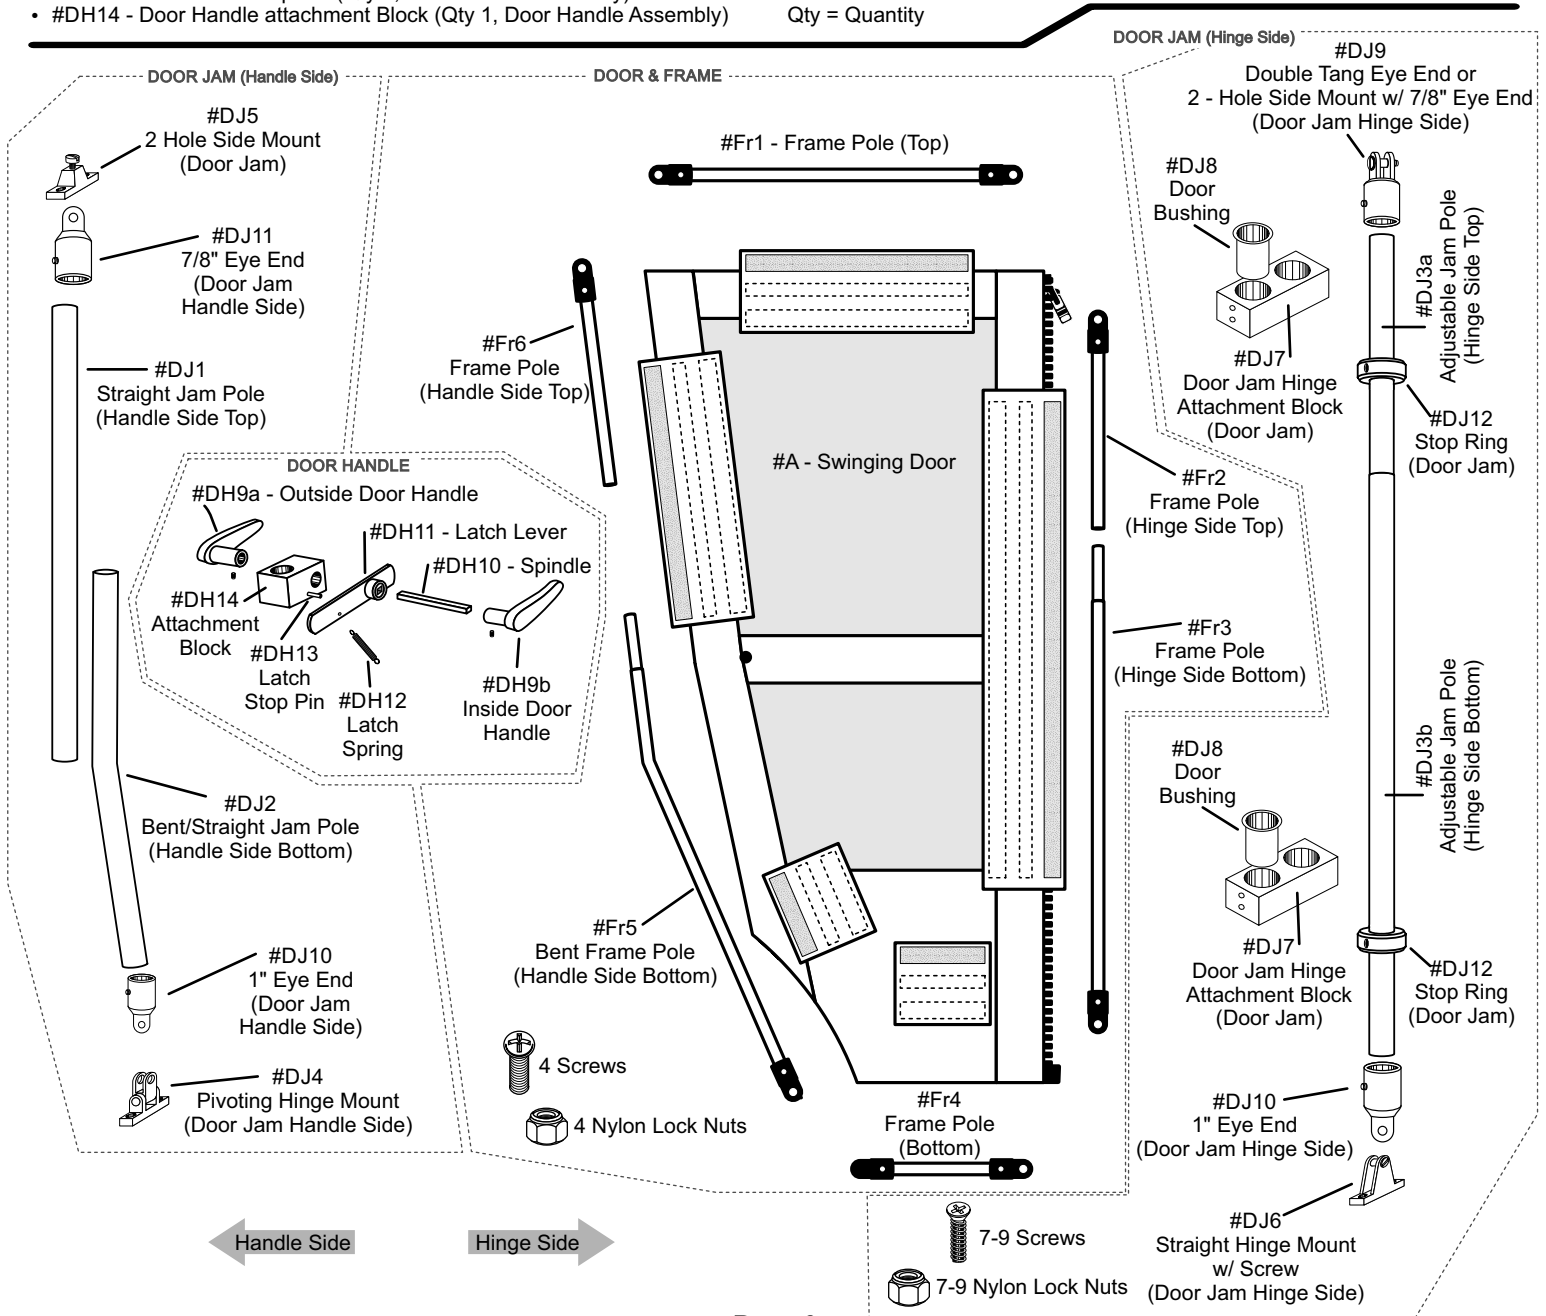 • #DH14 - Door Handle attachment Block (Qty 1, Door Handle Assembly)
Qty = Quantity
DOOR JAM (Handle Side)
#DJ5
2 Hole Side Mount
(Door Jam)
#DJ11
7/8" Eye End
(Door Jam
Handle Side)
#DJ1
Straight Jam Pole
(Handle Side Top)
#DJ2
Bent/Straight Jam Pole
(Handle Side Bottom)
#DJ10
1" Eye End
(Door Jam
Handle Side)
#DJ4
Pivoting Hinge Mount
(Door Jam Handle Side)
DOOR HANDLE
#DH9a - Outside Door Handle
#DH11 - Latch Lever
#DH10 - Spindle
#DH14
Attachment
Block
#DH13
Latch
Stop Pin
#DH12
Latch
Spring
#DH9b
Inside Door
Handle
DOOR & FRAME
#Fr1 - Frame Pole (Top)
#Fr6
Frame Pole
(Handle Side Top)
#A - Swinging Door
#Fr2
Frame Pole
(Hinge Side Top)
#Fr3
Frame Pole
(Hinge Side Bottom)
#Fr5
Bent Frame Pole
(Handle Side Bottom)
4 Screws
4 Nylon Lock Nuts
#Fr4
Frame Pole
(Bottom)
DOOR JAM (Hinge Side)
#DJ9
Double Tang Eye End or
2 - Hole Side Mount w/ 7/8" Eye End
(Door Jam Hinge Side)
#DJ8
Door
Bushing
#DJ3a
Adjustable Jam Pole
(Hinge Side Top)
#DJ7
Door Jam Hinge
Attachment Block
(Door Jam)
#DJ12
Stop Ring
(Door Jam)
#DJ3b
Adjustable Jam Pole
(Hinge Side Bottom)
#DJ8
Door
Bushing
#DJ7
Door Jam Hinge
Attachment Block
(Door Jam)
#DJ12
Stop Ring
(Door Jam)
#DJ10
1" Eye End
(Door Jam Hinge Side)
#DJ6
Straight Hinge Mount
w/ Screw
(Door Jam Hinge Side)
7-9 Screws
7-9 Nylon Lock Nuts
Handle Side
Hinge Side